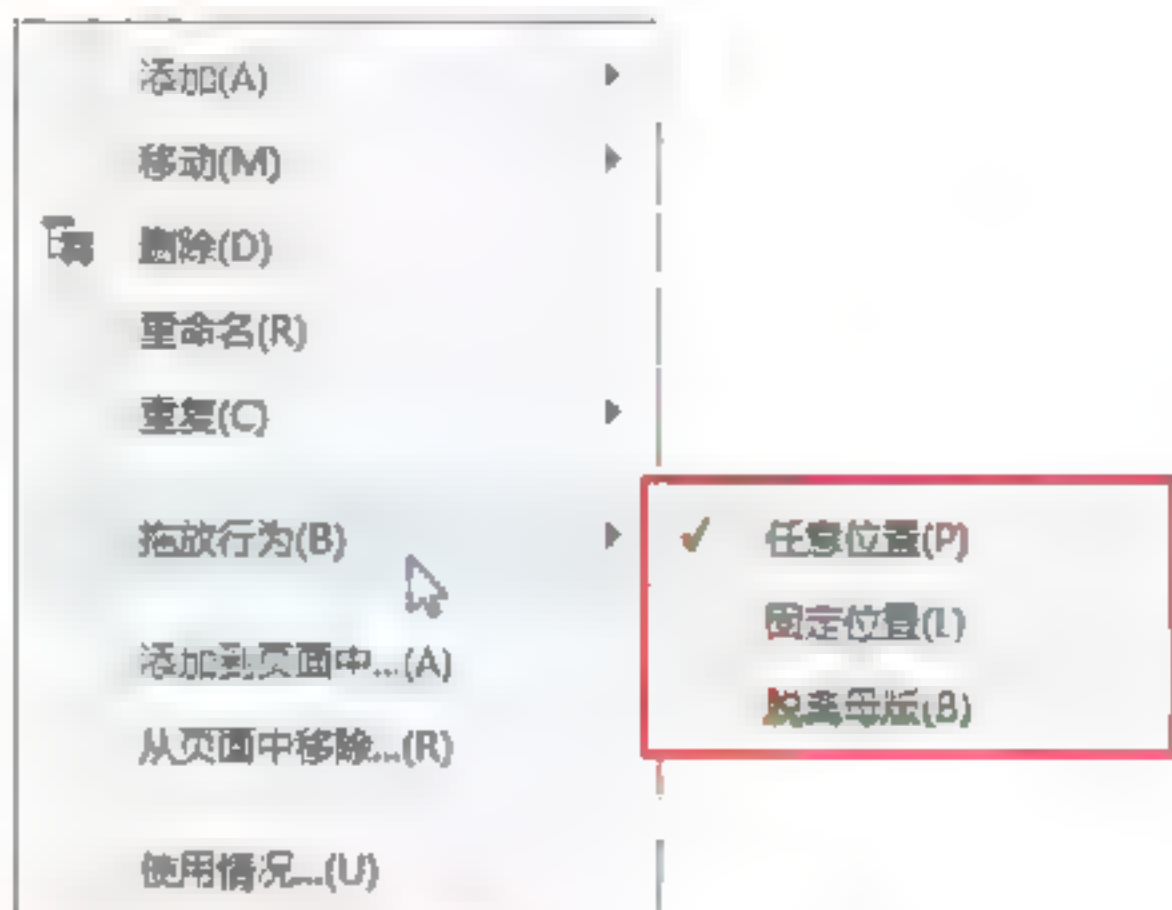 添加(A)
移动(M)
删除(D)
重命名(R)
重复(C)
拖放行为(B)
任意位置(P)
固定位置(L)
脱离母版(B)
添加到页面中...(A)
从页面中移除...(R)
使用情况...(U)